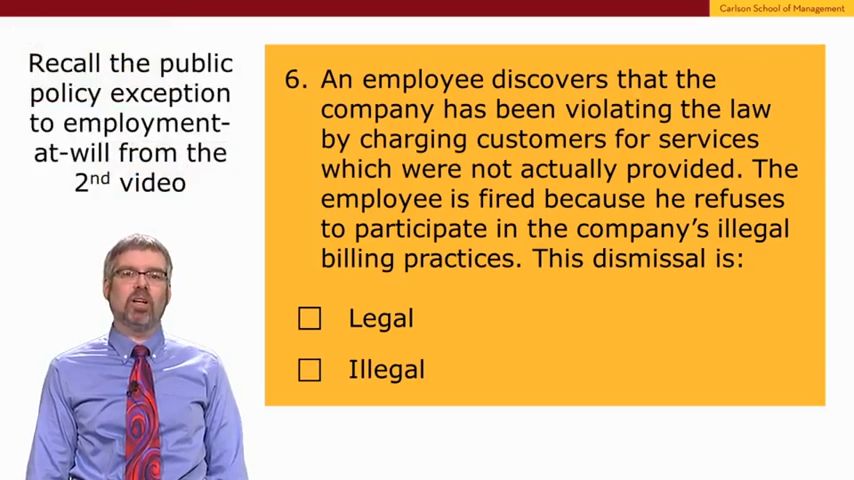 Carlson School of Management
Recall the public
policy exception
to employment-
at-will from the
2nd video
6. An employee discovers that the
company has been violating the law
by charging customers for services
which were not actually provided. The
employee is fired because he refuses
to participate in the company's illegal
billing practices. This dismissal is:
Legal
Illegal